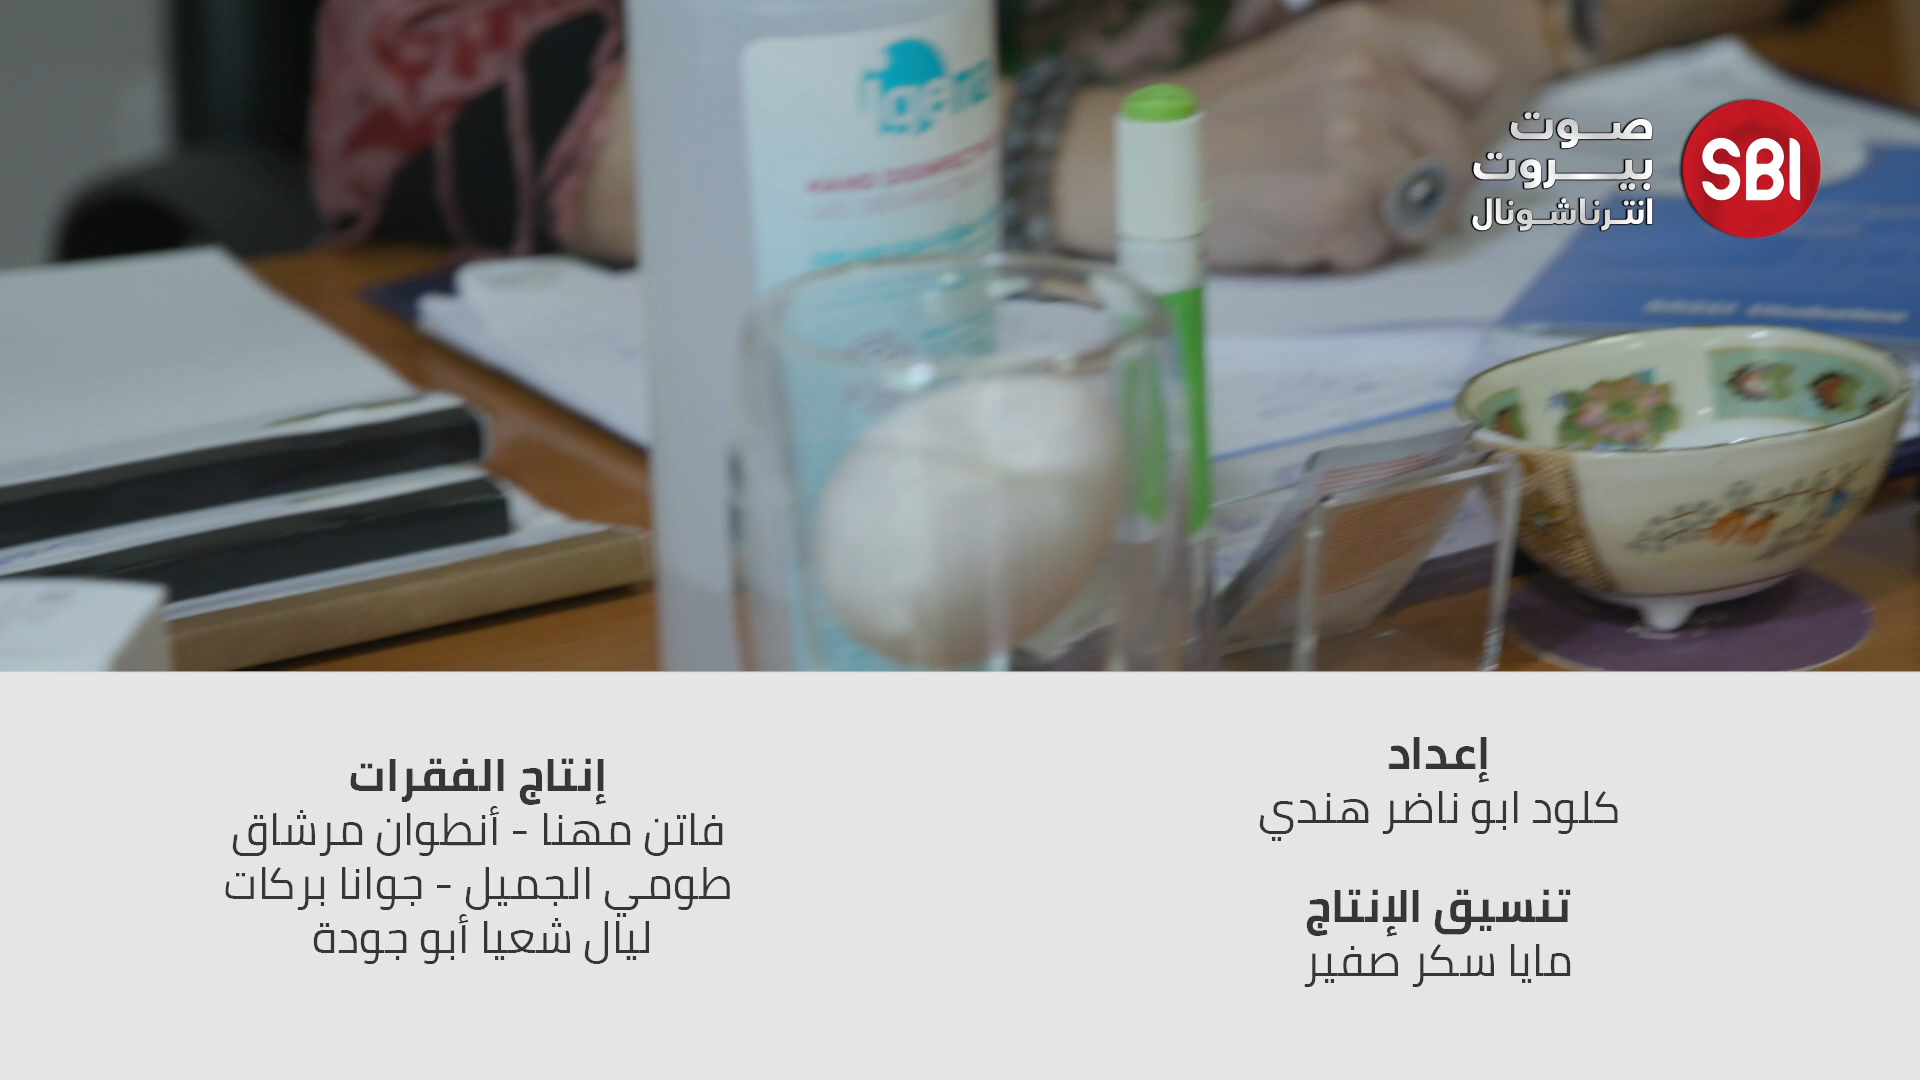 صوت
بيروت
انترناشونال
SBI
إعداد
كلود ابو ناضر هندي
تنسيق الإنتاج
مايا سكر صفير
إنتاج الفقرات
فاتن مهنا - أنطوان مرشاق
طومي الجميل - جوانا بركات
ليال شعيا أبو جودة